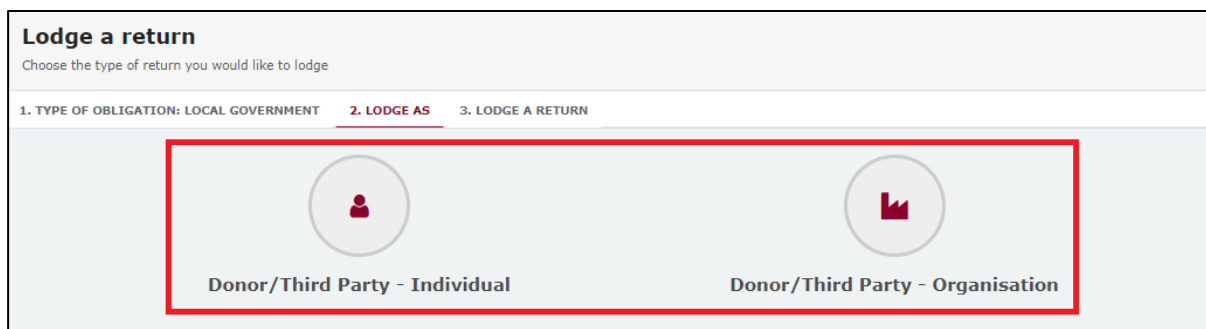 Lodge a return
Choose the type of return you would like to lodge
1. TYPE OF OBLIGATION: LOCAL GOVERNMENT 2. LODGE AS 3. LODGE A RETURN
Donor/Third Party - Individual Donor/Third Party - Organisation